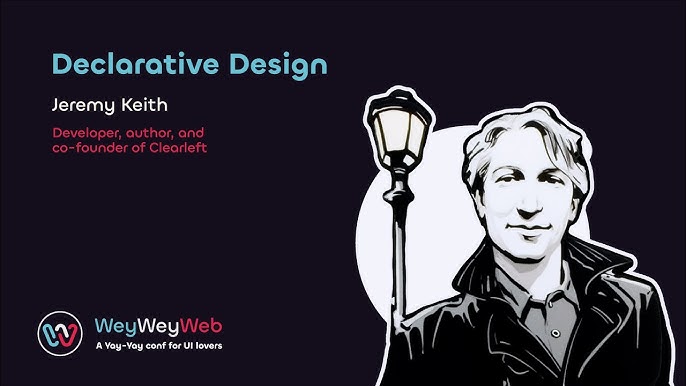 Declarative Design
Jeremy Keith
Developer, author, and
co-founder of Clearleft
WeyWeyWeb
A Yay-Yay conf for UI lovers